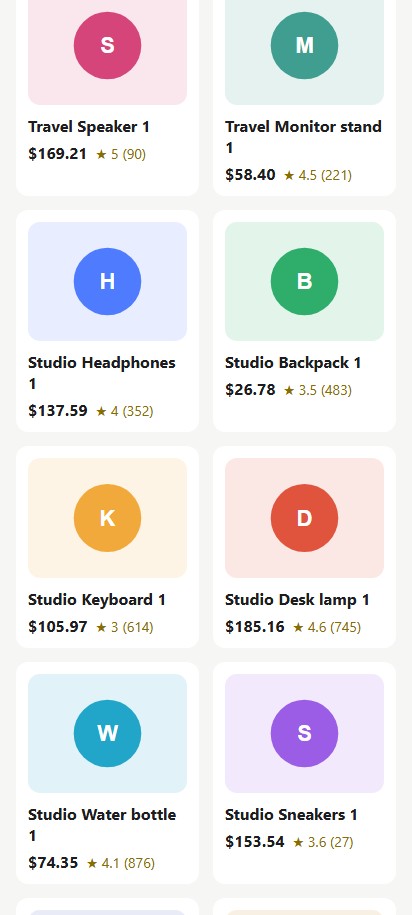 S
Travel Speaker 1
$169.21 ★ 5 (90)
M
Travel Monitor stand
1
$58.40 ★ 4.5 (221)
H
Studio Headphones
1
$137.59 ★ 4 (352)
B
Studio Backpack 1
$26.78 ★ 3.5 (483)
K
Studio Keyboard 1
$105.97 ★ 3 (614)
D
Studio Desk lamp 1
$185.16 ★ 4.6 (745)
W
Studio Water bottle
1
$74.35 ★ 4.1 (876)
S
Studio Sneakers 1
$153.54 ★ 3.6 (27)